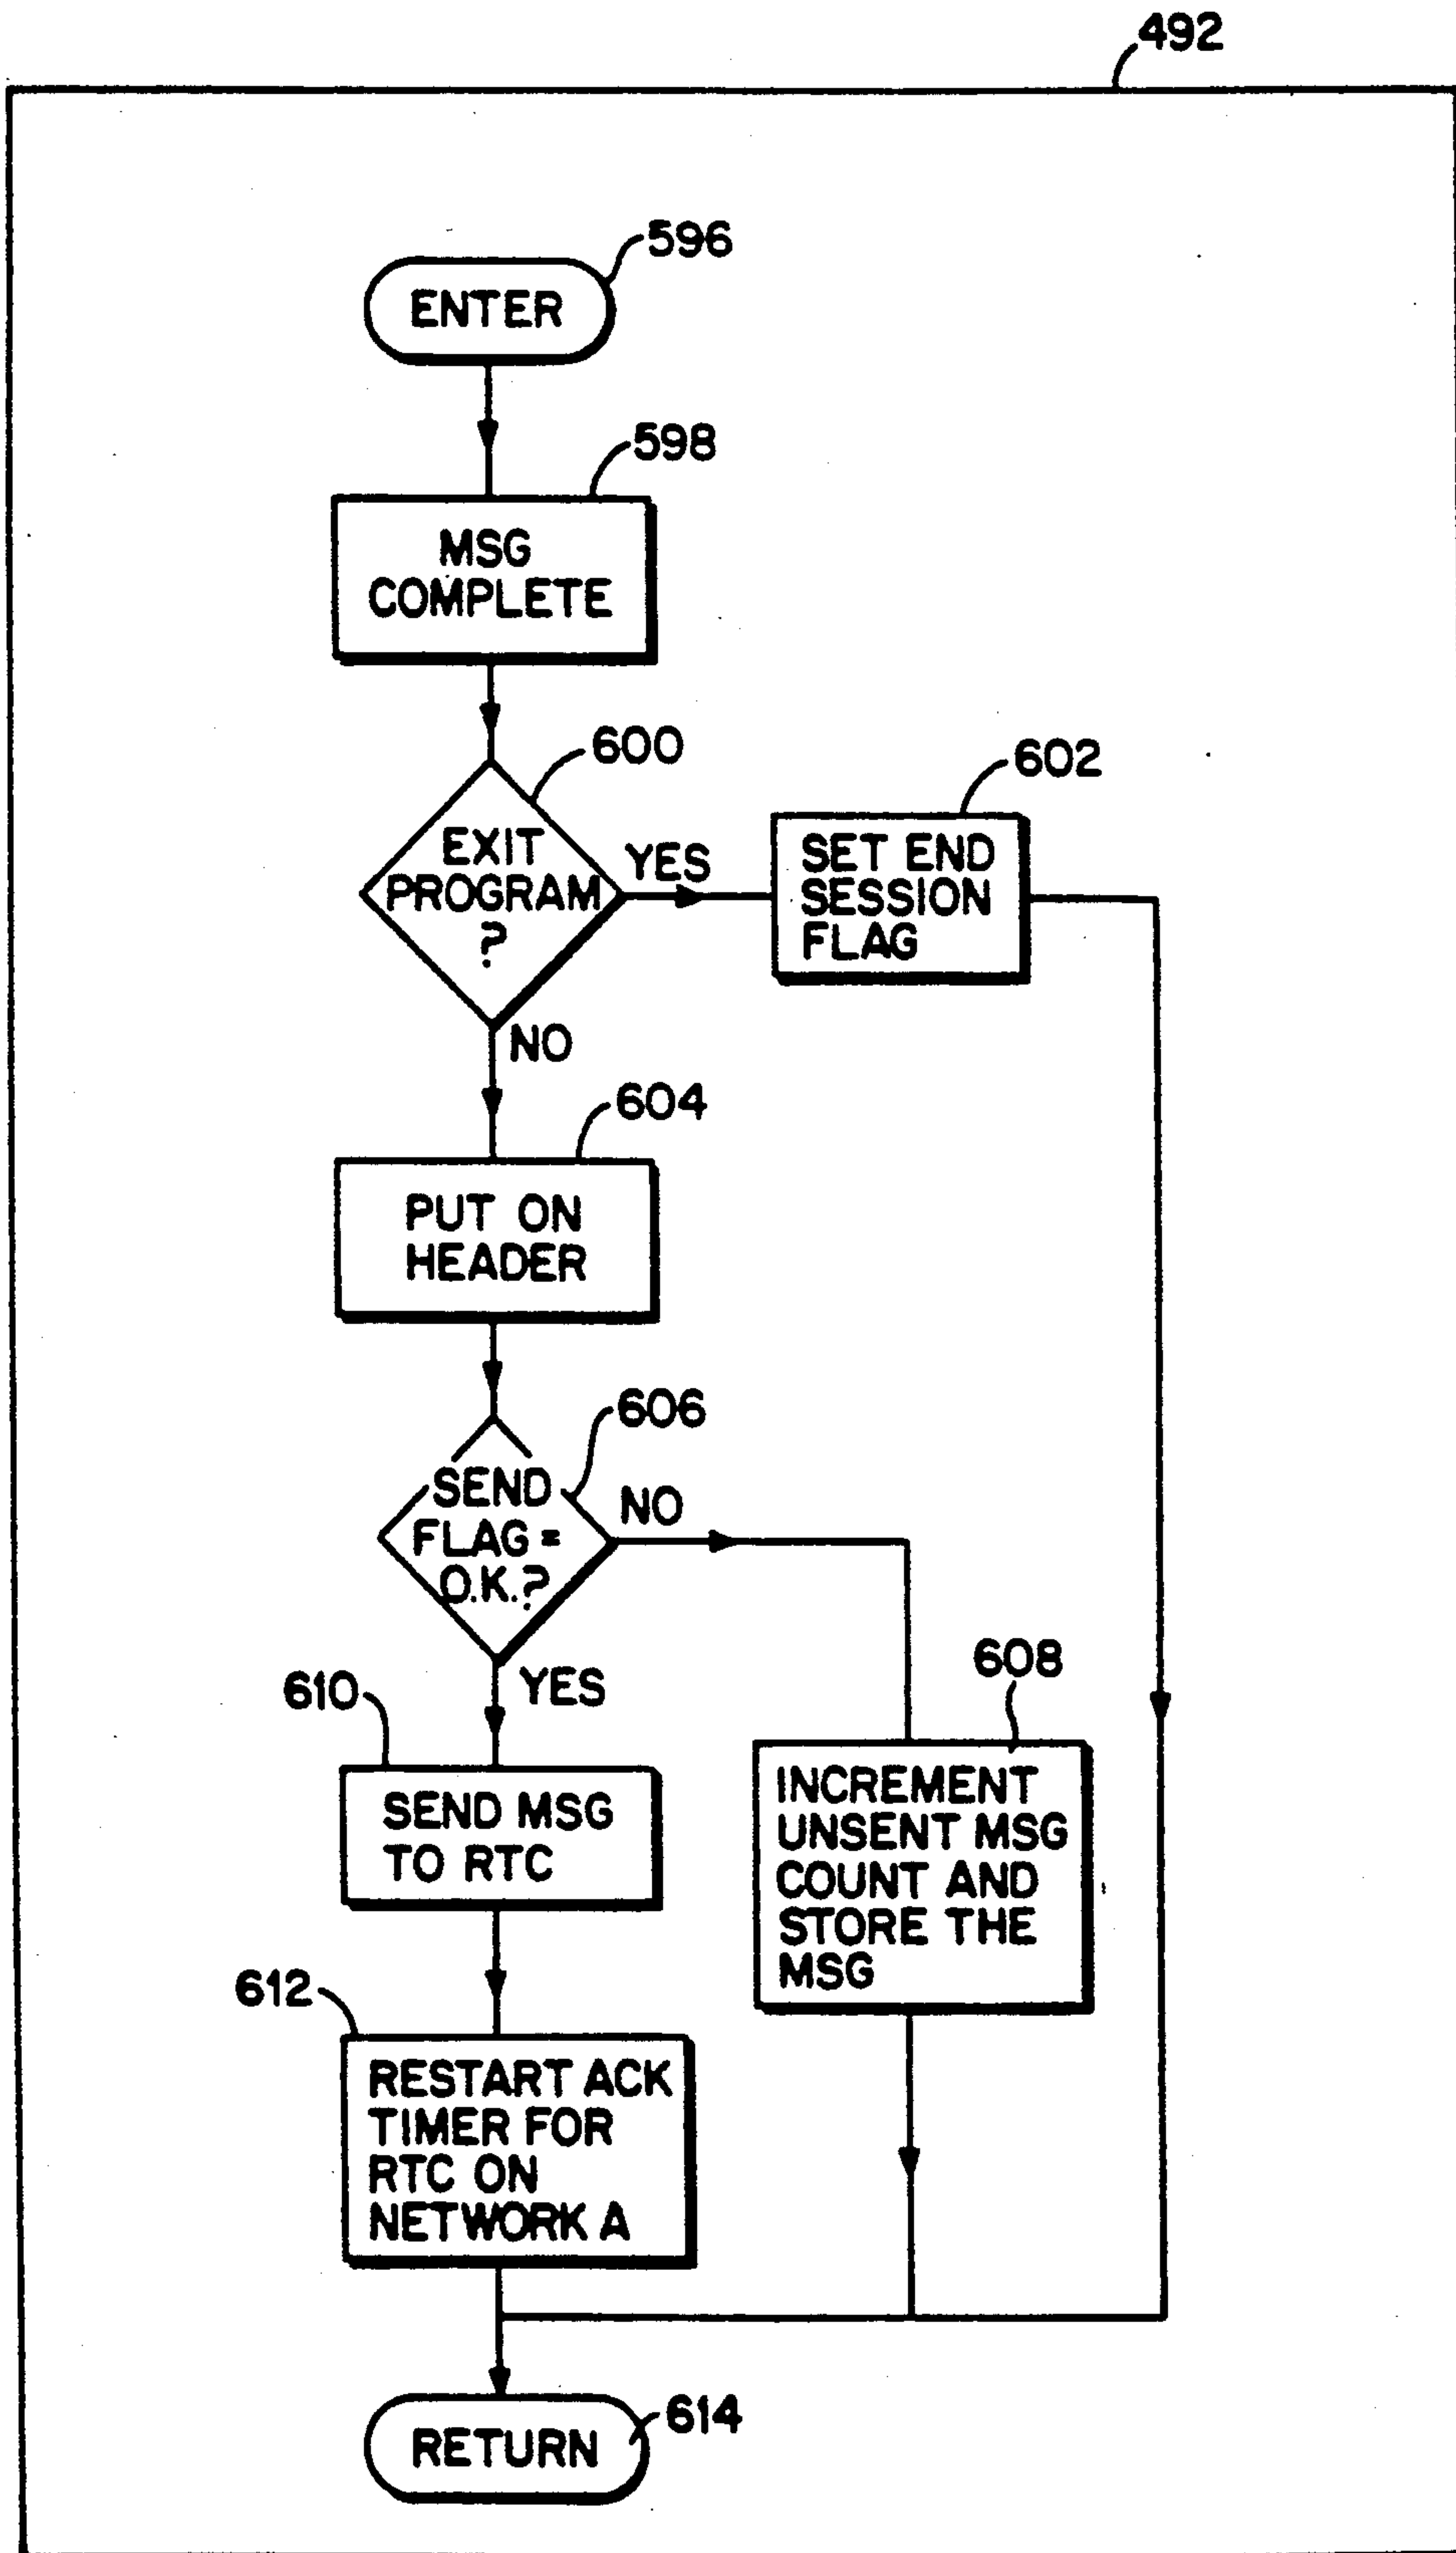 492
596
ENTER
598
MSG
COMPLETE
600
EXIT
PROGRAM
?
YES
602
SET END
SESSION
FLAG
NO
604
PUT ON
HEADER
606
SEND
FLAG =
O.K.?
NO
YES
608
INCREMENT
UNSENT MSG
COUNT AND
STORE THE
MSG
610
SEND MSG
TO RTC
612
RESTART ACK
TIMER FOR
RTC ON
NETWORK A
RETURN
614